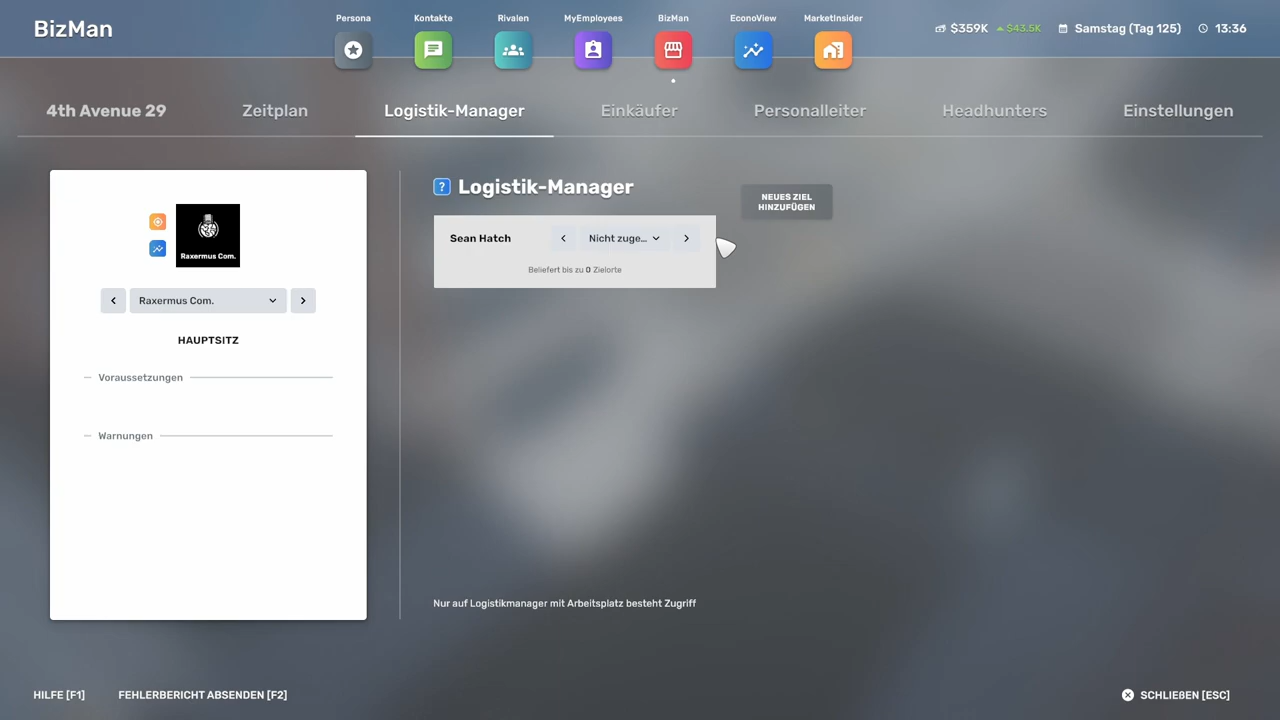 BizMan
Persona
Kontakte
Rivalen
MyEmployees
BizMan
EconoView
MarketInsider
$359K
$43.5K
Samstag (Tag 125)
13:36
4th Avenue 29
Zeitplan
Logistik-Manager
Einkäufer
Personalleiter
Headhunters
Einstellungen
Raxermus Com.
Raxermus Com.
HAUPTSITZ
Voraussetzungen
Warnungen
? Logistik-Manager
NEUES ZIEL
HINZUFÜGEN
Sean Hatch
Nicht zuge...
Beliefert bis zu 0 Zielorte
Nur auf Logistikmanager mit Arbeitsplatz besteht Zugriff
HILFE [F1]
FEHLERBERICHT ABSENDEN [F2]
SCHLIEßEN [ESC]